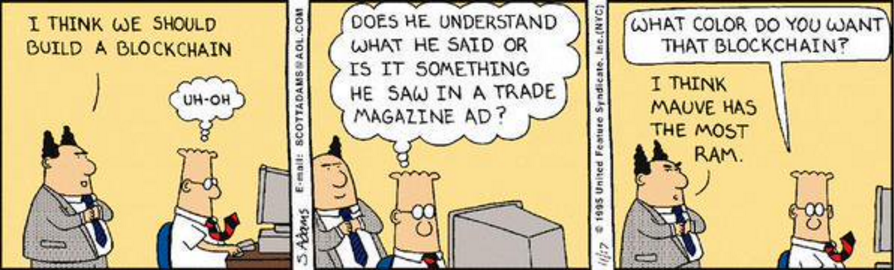 I THINK WE SHOULD
BUILD A BLOCKCHAIN
UH-OH
S. Adams E-mail: SCOTTADAMS@AOL.COM
DOES HE UNDERSTAND
WHAT HE SAID OR
IS IT SOMETHING
HE SAW IN A TRADE
MAGAZINE AD?
11/17 © 1995 United Feature Syndicate, Inc.(NYC)
WHAT COLOR DO YOU WANT
THAT BLOCKCHAIN?
I THINK
MAUVE HAS
THE MOST
RAM.